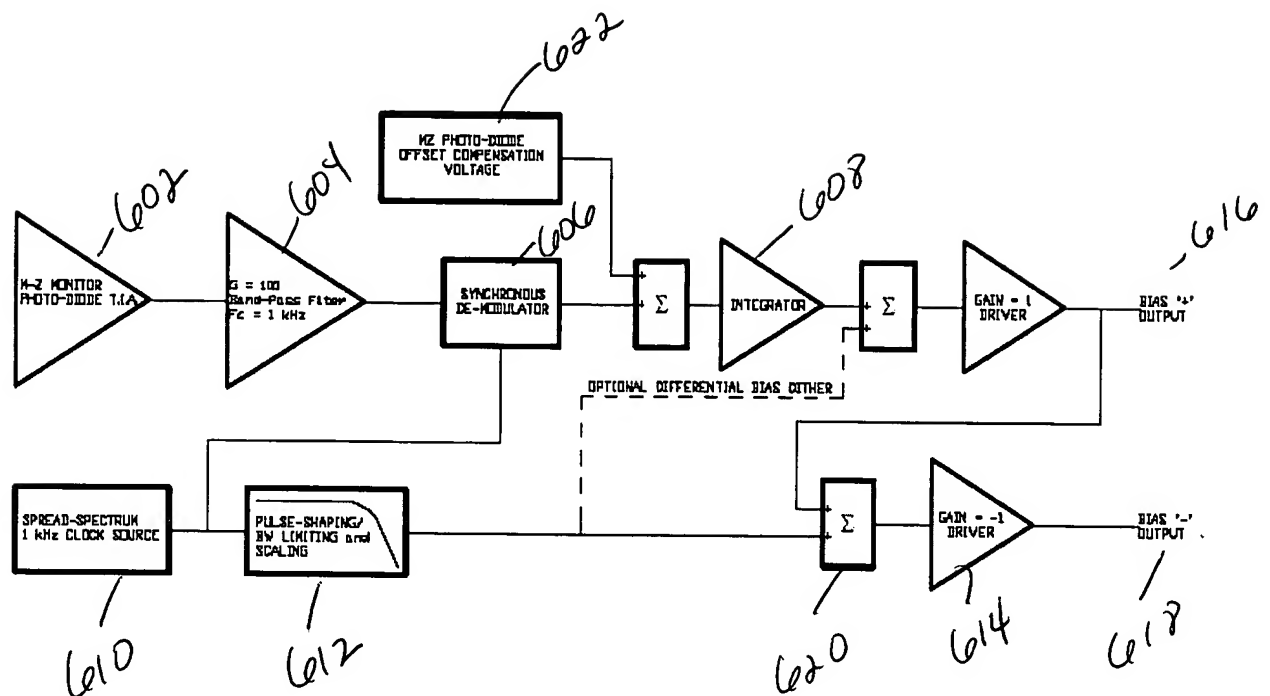 622
MZ PHOTO-DIODE
OFFSET COMPENSATION
VOLTAGE
602
604
606
608
616
M-Z MONITOR
PHOTO-DIODE T.I.A.
G = 100
Band-Pass Filter
Fc = 1 kHz
SYNCHRONOUS
DE-MODULATOR
+
+
Σ
INTEGRATOR
+
+
Σ
GAIN = 1
DRIVER
BIAS "+"
OUTPUT
OPTIONAL DIFFERENTIAL BIAS DITHER
SPREAD-SPECTRUM
1 kHz CLOCK SOURCE
PULSE-SHAPING/
BW LIMITING and
SCALING
+
+
Σ
GAIN = -1
DRIVER
BIAS "-"
OUTPUT
610
612
620
614
618